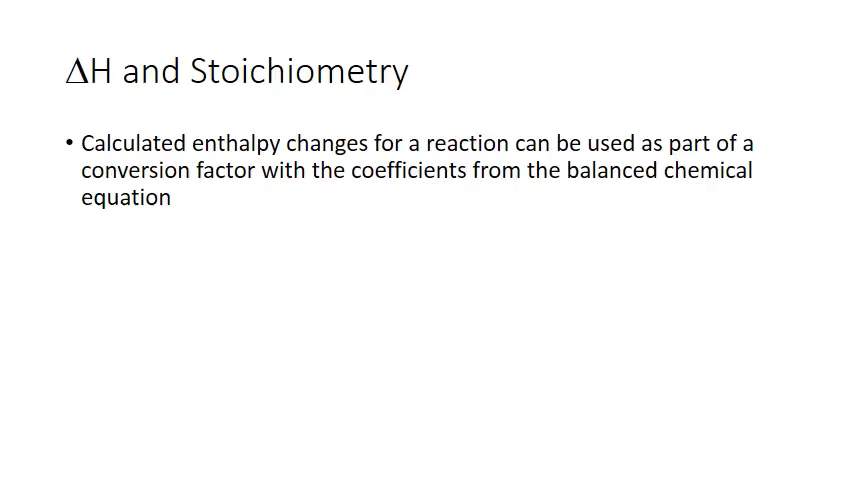 ΔH and Stoichiometry
• Calculated enthalpy changes for a reaction can be used as part of a
conversion factor with the coefficients from the balanced chemical
equation